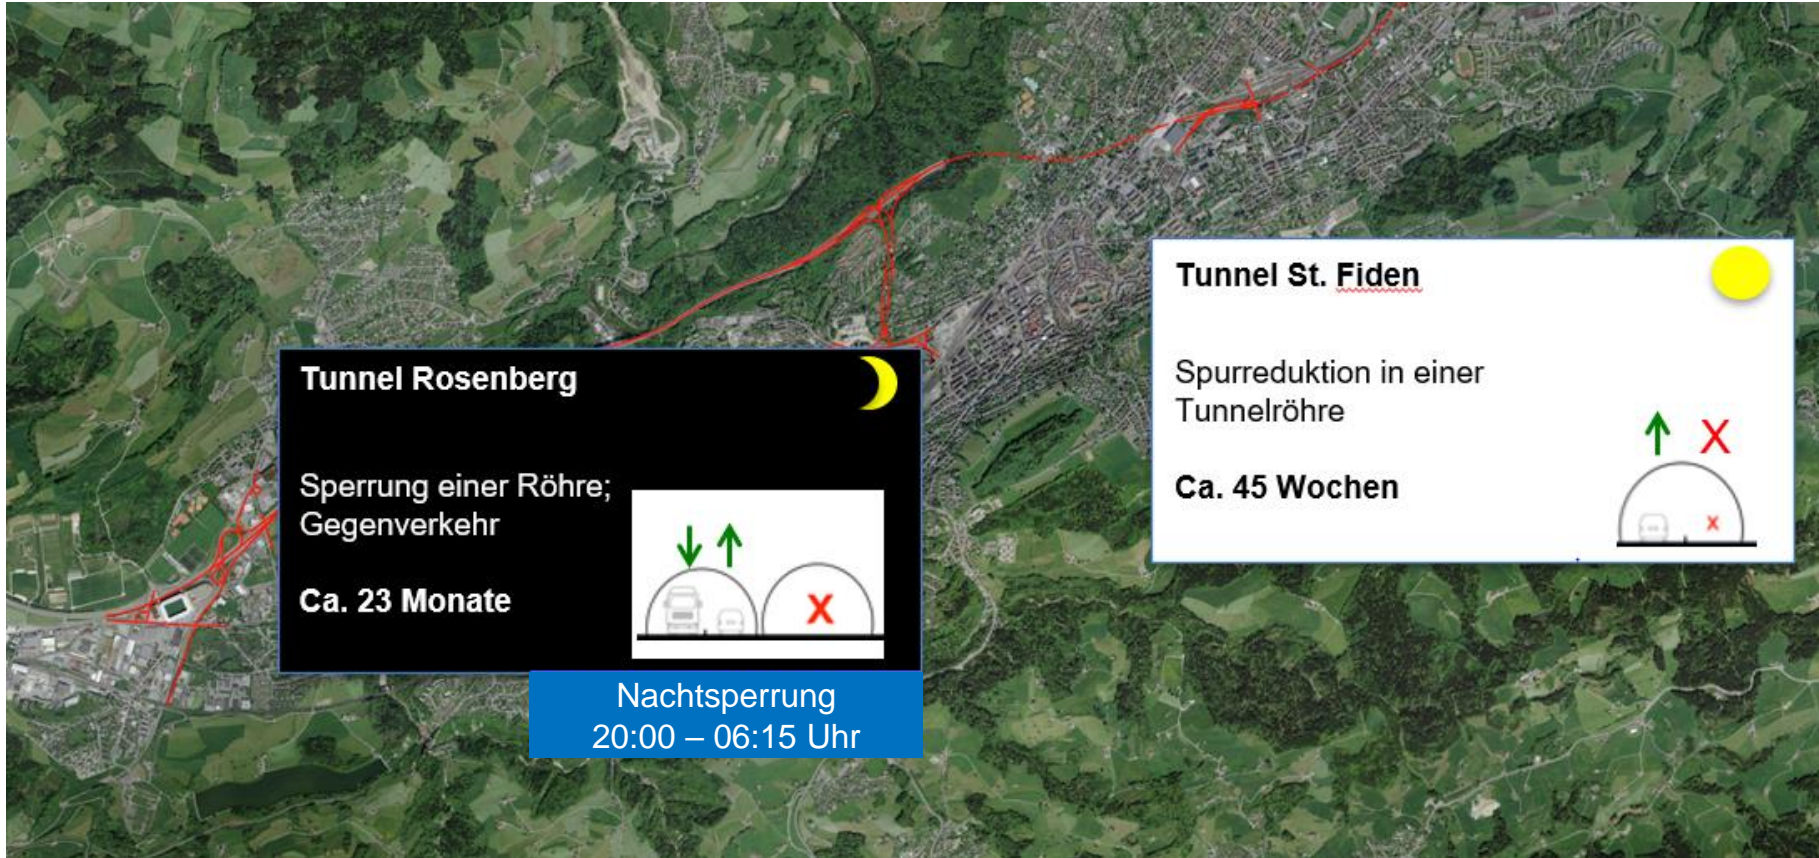 Tunnel Rosenberg
Sperrung einer Röhre;
Gegenverkehr
Ca. 23 Monate
X
Nachtsperrung
20:00 – 06:15 Uhr
Tunnel St. Fiden
Spurreduktion in einer
Tunnelröhre
X
Ca. 45 Wochen
x